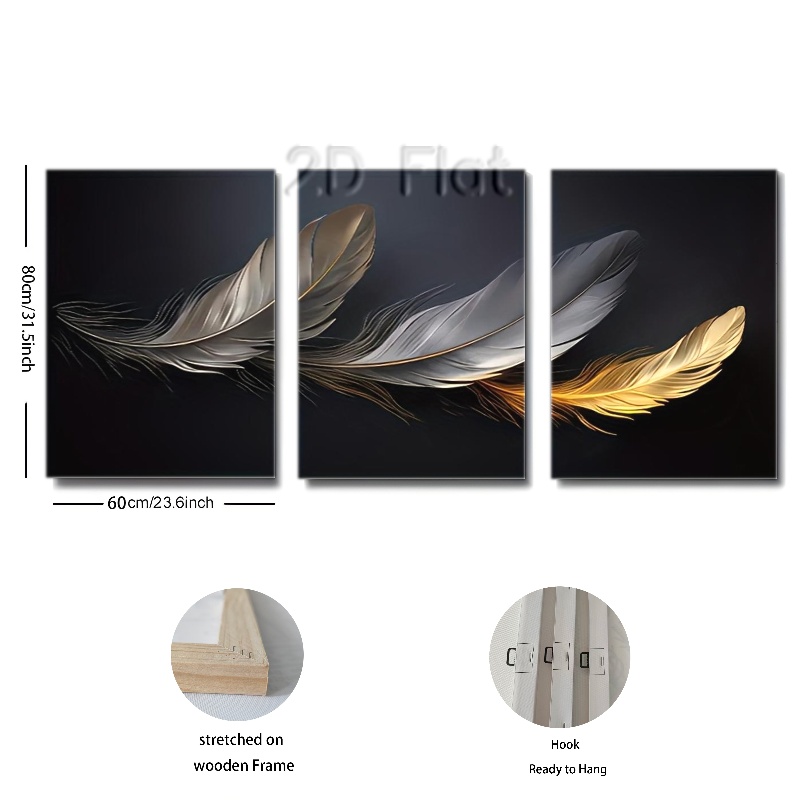 2D Flat
80cm/31.5inch
60cm/23.6inch
stretched on
wooden Frame
Hook
Ready to Hang